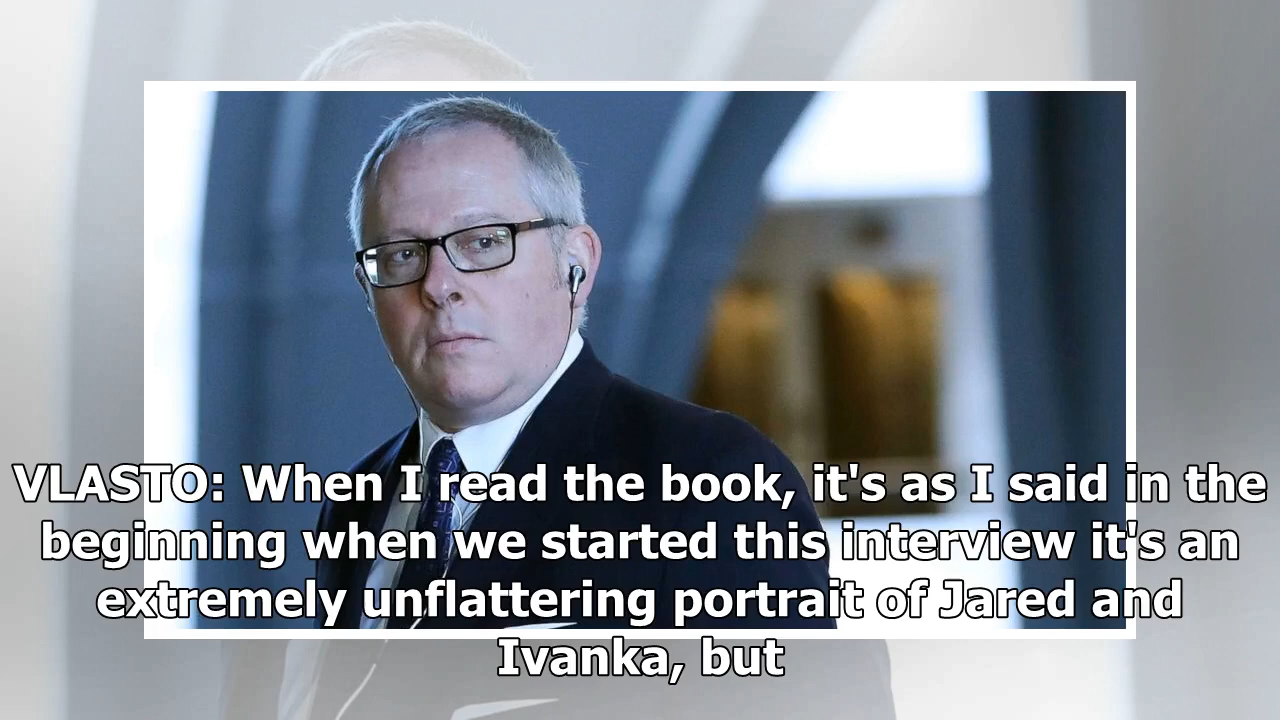 VLASTO: When I read the book, it's as I said in the
beginning when we started this interview it's an
extremely unflattering portrait of Jared and
Ivanka, but